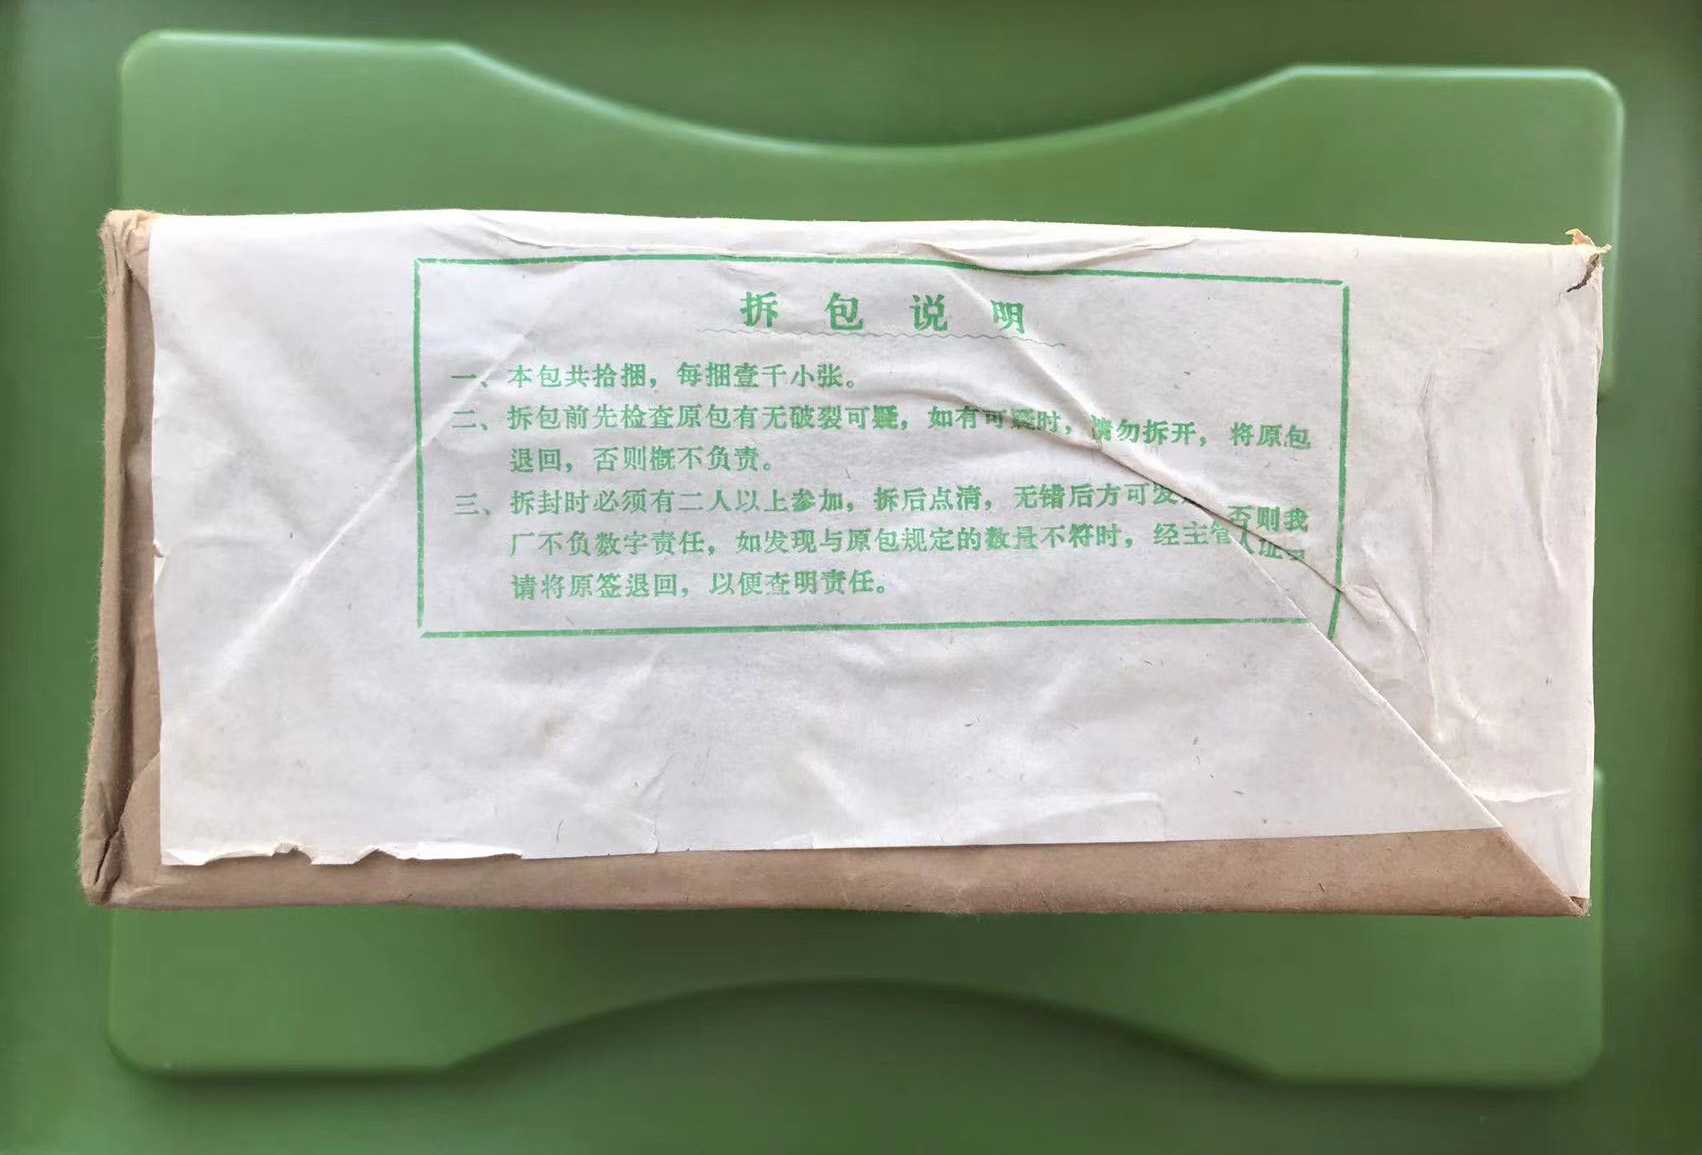 拆包说明
一、本包共拾捆，每捆壹千小张。
二、拆包前先检查原包有无破裂可疑，如有可疑时，请勿拆开，将原包
退回，否则概不负责。
三、拆封时必须有二人以上参加，拆后点清，无错后方可发 否则我
厂不负数字责任，如发现与原包规定的数量不符时，经主管人证
请将原签退回，以便查明责任。